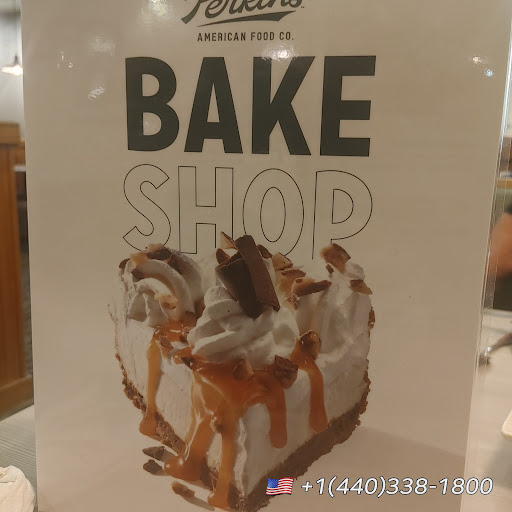 Perkins
AMERICAN FOOD CO.
BAKE
SHOP
🇺🇸 +1(440)338-1800